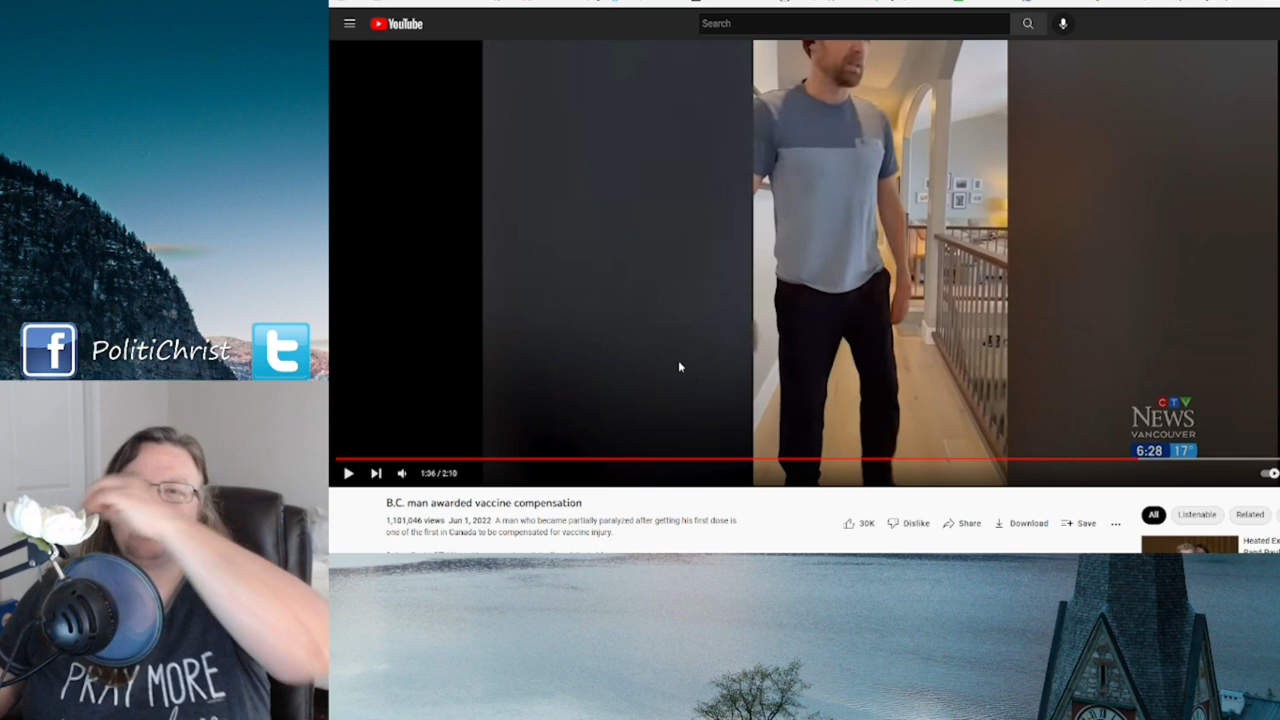 YouTube
Search
CTV
NEWS
VANCOUVER
6:28 17°
PolitiChrist
1:36 / 2:10
B.C. man awarded vaccine compensation
1,101,046 views Jun 1, 2022 A man who became partially paralyzed after getting his first dose is
one of the first in Canada to be compensated for vaccine injury.
30K Dislike Share Download Save ...
All Listenable Related
Heated Ex
PRAY MORE